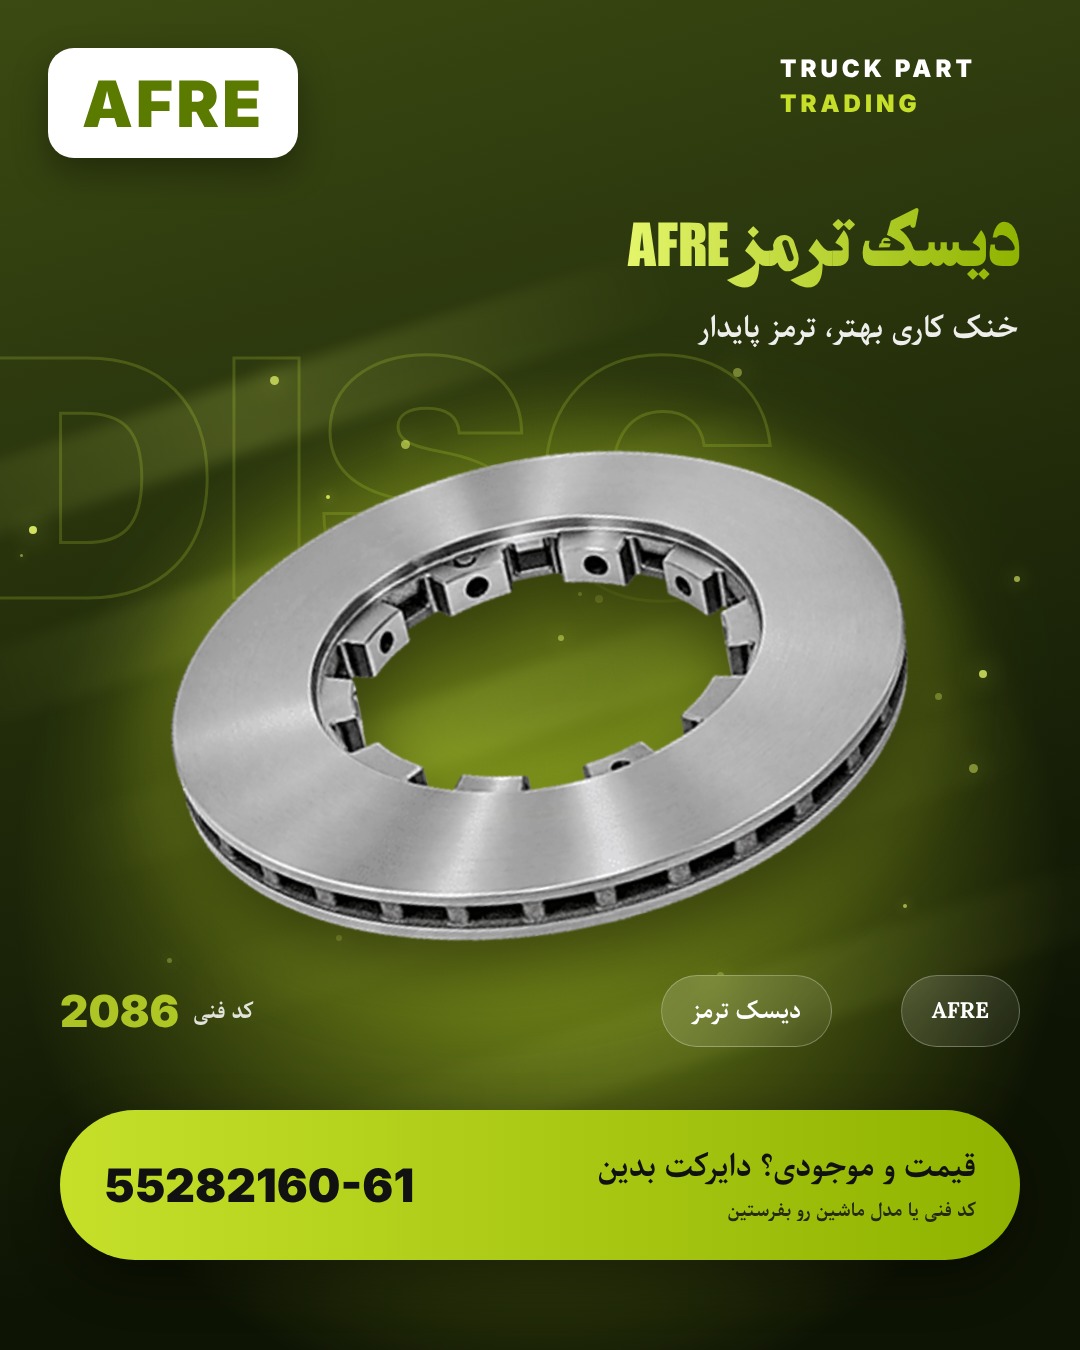 AFRE
TRUCK PART
TRADING
دیسک ترمز AFRE
خنک کاری بهتر، ترمز پایدار
DISC
AFRE
دیسک ترمز
کد فنی 2086
قیمت و موجودی؟ دایرکت بدین
کد فنی یا مدل ماشین رو بفرستین
55282160-61